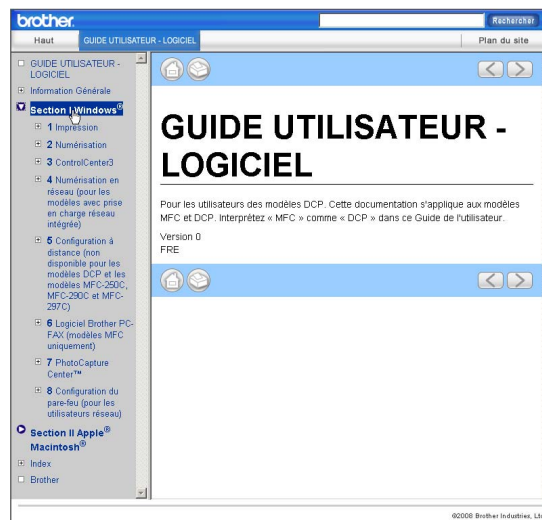 brother.
Rechercher
Haut
GUIDE UTILISATEUR - LOGICIEL
Plan du site
GUIDE UTILISATEUR -
LOGICIEL
Information Générale
Section I Windows®
1 Impression
2 Numérisation
3 ControlCenter3
4 Numérisation en
réseau (pour les
modèles avec prise
en charge réseau
intégrée)
5 Configuration à
distance (non
disponible pour les
modèles DCP et les
modèles MFC-250C,
MFC-290C et MFC-
297C)
6 Logiciel Brother PC-
FAX (modèles MFC
uniquement)
7 PhotoCapture
Center™
8 Configuration du
pare-feu (pour les
utilisateurs réseau)
Section II Apple®
Macintosh®
Index
Brother
GUIDE UTILISATEUR -
LOGICIEL
Pour les utilisateurs des modèles DCP. Cette documentation s'applique aux modèles
MFC et DCP. Interprétez « MFC » comme « DCP » dans ce Guide de l'utilisateur.
Version 0
FRE
©2008 Brother Industries, Ltd